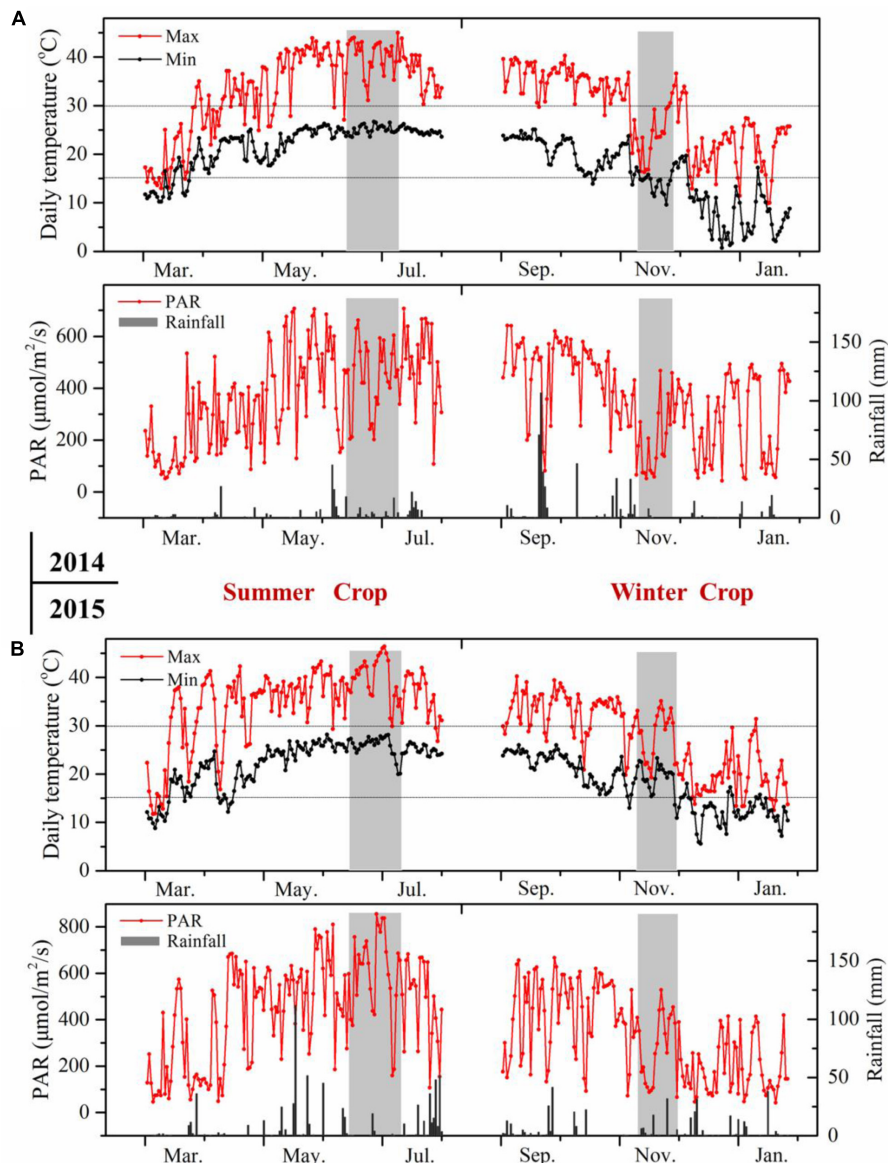 A
Daily temperature (°C)
40
30
20
10
0
Max
Min
Mar.
May.
Jul.
Sep.
Nov.
Jan.
PAR (μmol/m²/s)
600
400
200
0
PAR
Rainfall
150
100
50
0
Rainfall (mm)
Mar.
May.
Jul.
Sep.
Nov.
Jan.
2014
2015
Summer Crop
Winter Crop
B
Daily temperature (°C)
40
30
20
10
0
Max
Min
Mar.
May.
Jul.
Sep.
Nov.
Jan.
PAR (μmol/m²/s)
800
600
400
200
0
PAR
Rainfall
150
100
50
0
Rainfall (mm)
Mar.
May.
Jul.
Sep.
Nov.
Jan.